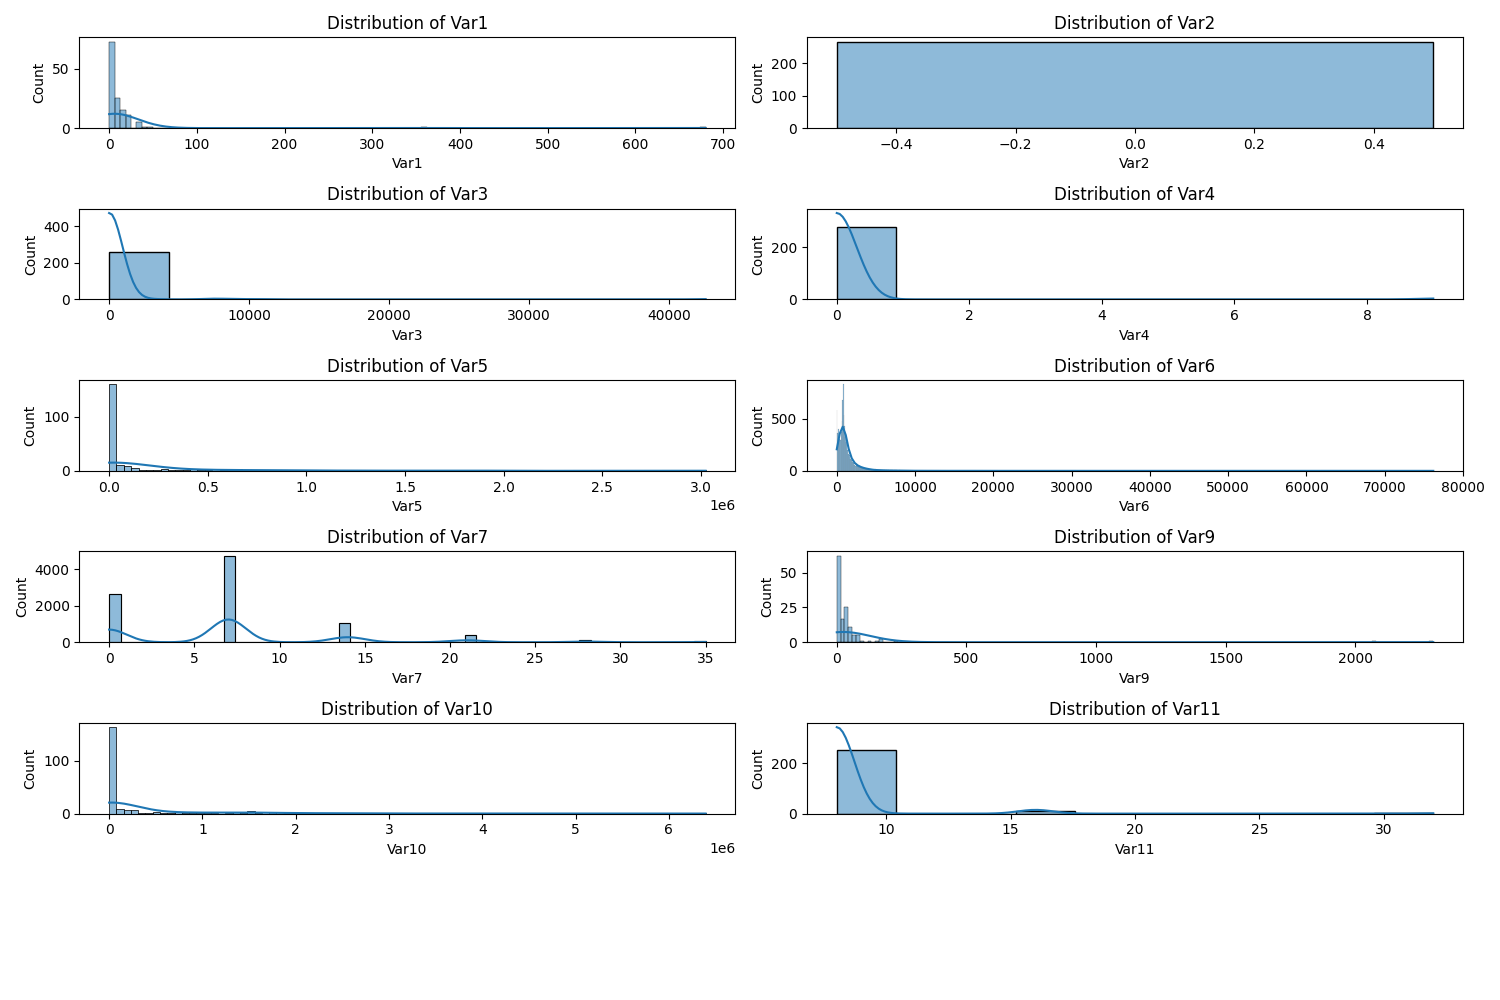 Distribution of Var1
Count
50
0
0 100 200 300 400 500 600 700
Var1
Distribution of Var2
Count
200
100
0
−0.4 −0.2 0.0 0.2 0.4
Var2
Distribution of Var3
Count
400
200
0
0 10000 20000 30000 40000
Var3
Distribution of Var4
Count
200
0
0 2 4 6 8
Var4
Distribution of Var5
Count
100
0
0.0 0.5 1.0 1.5 2.0 2.5 3.0
Var5
1e6
Distribution of Var6
Count
500
0
0 10000 20000 30000 40000 50000 60000 70000 80000
Var6
Distribution of Var7
Count
4000
2000
0
0 5 10 15 20 25 30 35
Var7
Distribution of Var9
Count
50
25
0
0 500 1000 1500 2000
Var9
Distribution of Var10
Count
100
0
0 1 2 3 4 5 6
Var10
1e6
Distribution of Var11
Count
200
0
10 15 20 25 30
Var11